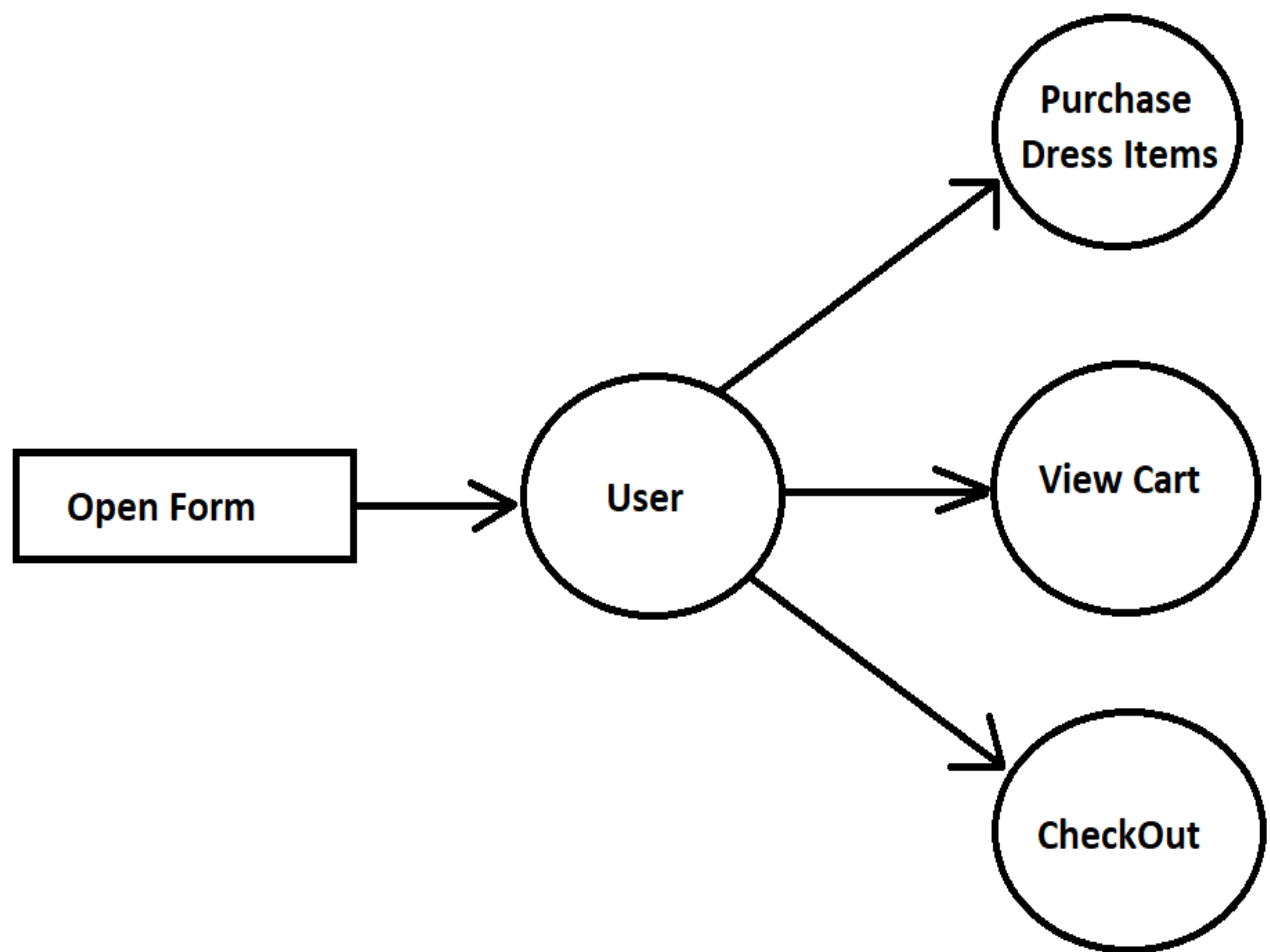 Purchase
Dress Items
Open Form
User
View Cart
CheckOut